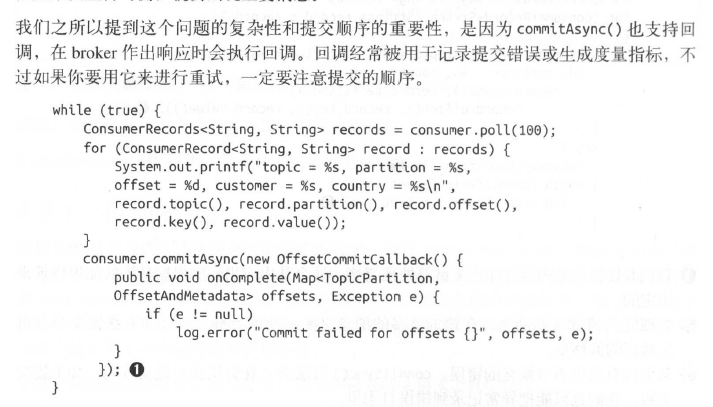 我们之所以提到这个问题的复杂性和提交顺序的重要性，是因为 commitAsync() 也支持回
调，在 broker 作出响应时会执行回调。回调经常被用于记录提交错误或生成度量指标，不
过如果你要用它来进行重试，一定要注意提交的顺序。
while (true) {
    ConsumerRecords<String, String> records = consumer.poll(100);
    for (ConsumerRecord<String, String> record : records) {
        System.out.printf("topic = %s, partition = %s,
        offset = %d, customer = %s, country = %s\n",
        record.topic(), record.partition(), record.offset(),
        record.key(), record.value());
    }
    consumer.commitAsync(new OffsetCommitCallback() {
        public void onComplete(Map<TopicPartition,
        OffsetAndMetadata> offsets, Exception e) {
            if (e != null)
                log.error("Commit failed for offsets {}", offsets, e);
        }
    }); ❶
}